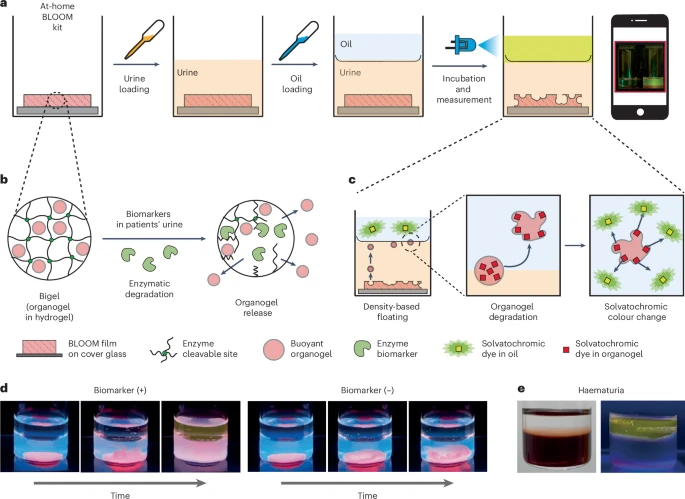 a
At-home
BLOOM
kit
Urine
loading
Urine
Oil
loading
Oil
Urine
Incubation
and
measurement
b
Bigel
(organogel
in hydrogel)
Biomarkers
in patients' urine
Enzymatic
degradation
Organogel
release
c
Density-based
floating
Organogel
degradation
Solvatochromic
colour change
BLOOM film
on cover glass
Enzyme
cleavable site
Buoyant
organogel
Enzyme
biomarker
Solvatochromic
dye in oil
Solvatochromic
dye in organogel
d
Biomarker (+)
Time
Biomarker (–)
Time
e
Haematuria